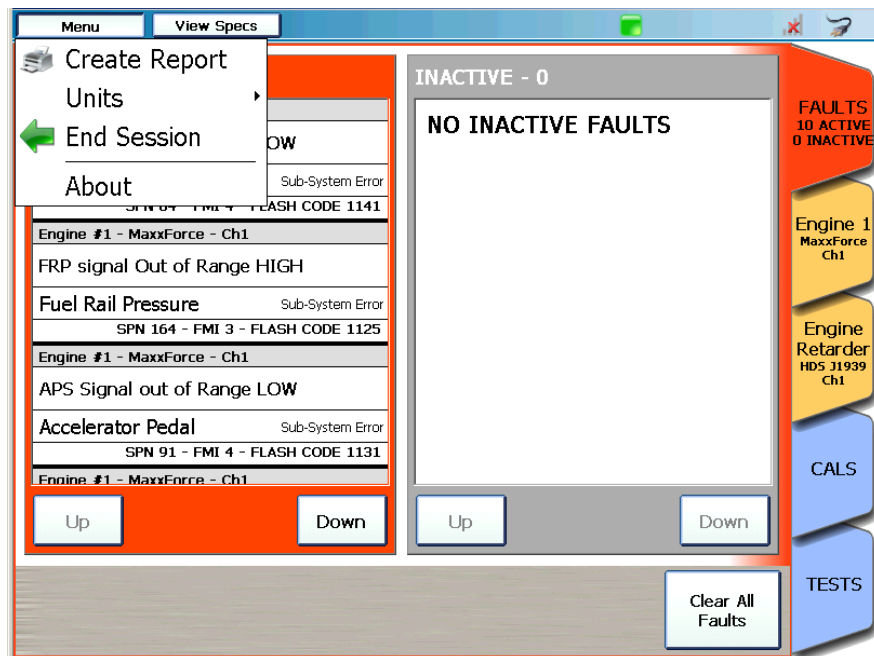 Menu
View Specs
Create Report
Units
End Session
About
OW
Sub-System Error
FLASH CODE 1141
Engine #1 - MaxxForce - Ch1
FRP signal Out of Range HIGH
Fuel Rail Pressure
Sub-System Error
SPN 164 - FMI 3 - FLASH CODE 1125
Engine #1 - MaxxForce - Ch1
APS Signal out of Range LOW
Accelerator Pedal
Sub-System Error
SPN 91 - FMI 4 - FLASH CODE 1131
Engine #1 - MaxxForce - Ch1
Up
Down
INACTIVE - 0
NO INACTIVE FAULTS
Up
Down
Clear All
Faults
FAULTS
10 ACTIVE
0 INACTIVE
Engine 1
MaxxForce
Ch1
Engine
Retarder
HDS J1939
Ch1
CALS
TESTS